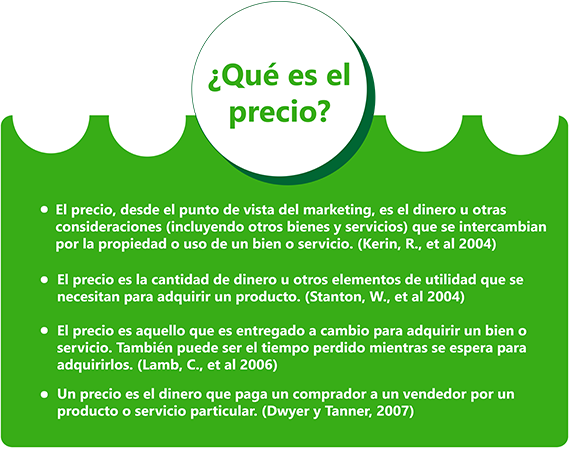 ¿Qué es el
precio?
• El precio, desde el punto de vista del marketing, es el dinero u otras
consideraciones (incluyendo otros bienes y servicios) que se intercambian
por la propiedad o uso de un bien o servicio. (Kerin, R., et al 2004)
• El precio es la cantidad de dinero u otros elementos de utilidad que se
necesitan para adquirir un producto. (Stanton, W., et al 2004)
• El precio es aquello que es entregado a cambio para adquirir un bien o
servicio. También puede ser el tiempo perdido mientras se espera para
adquirirlos. (Lamb, C., et al 2006)
• Un precio es el dinero que paga un comprador a un vendedor por un
producto o servicio particular. (Dwyer y Tanner, 2007)